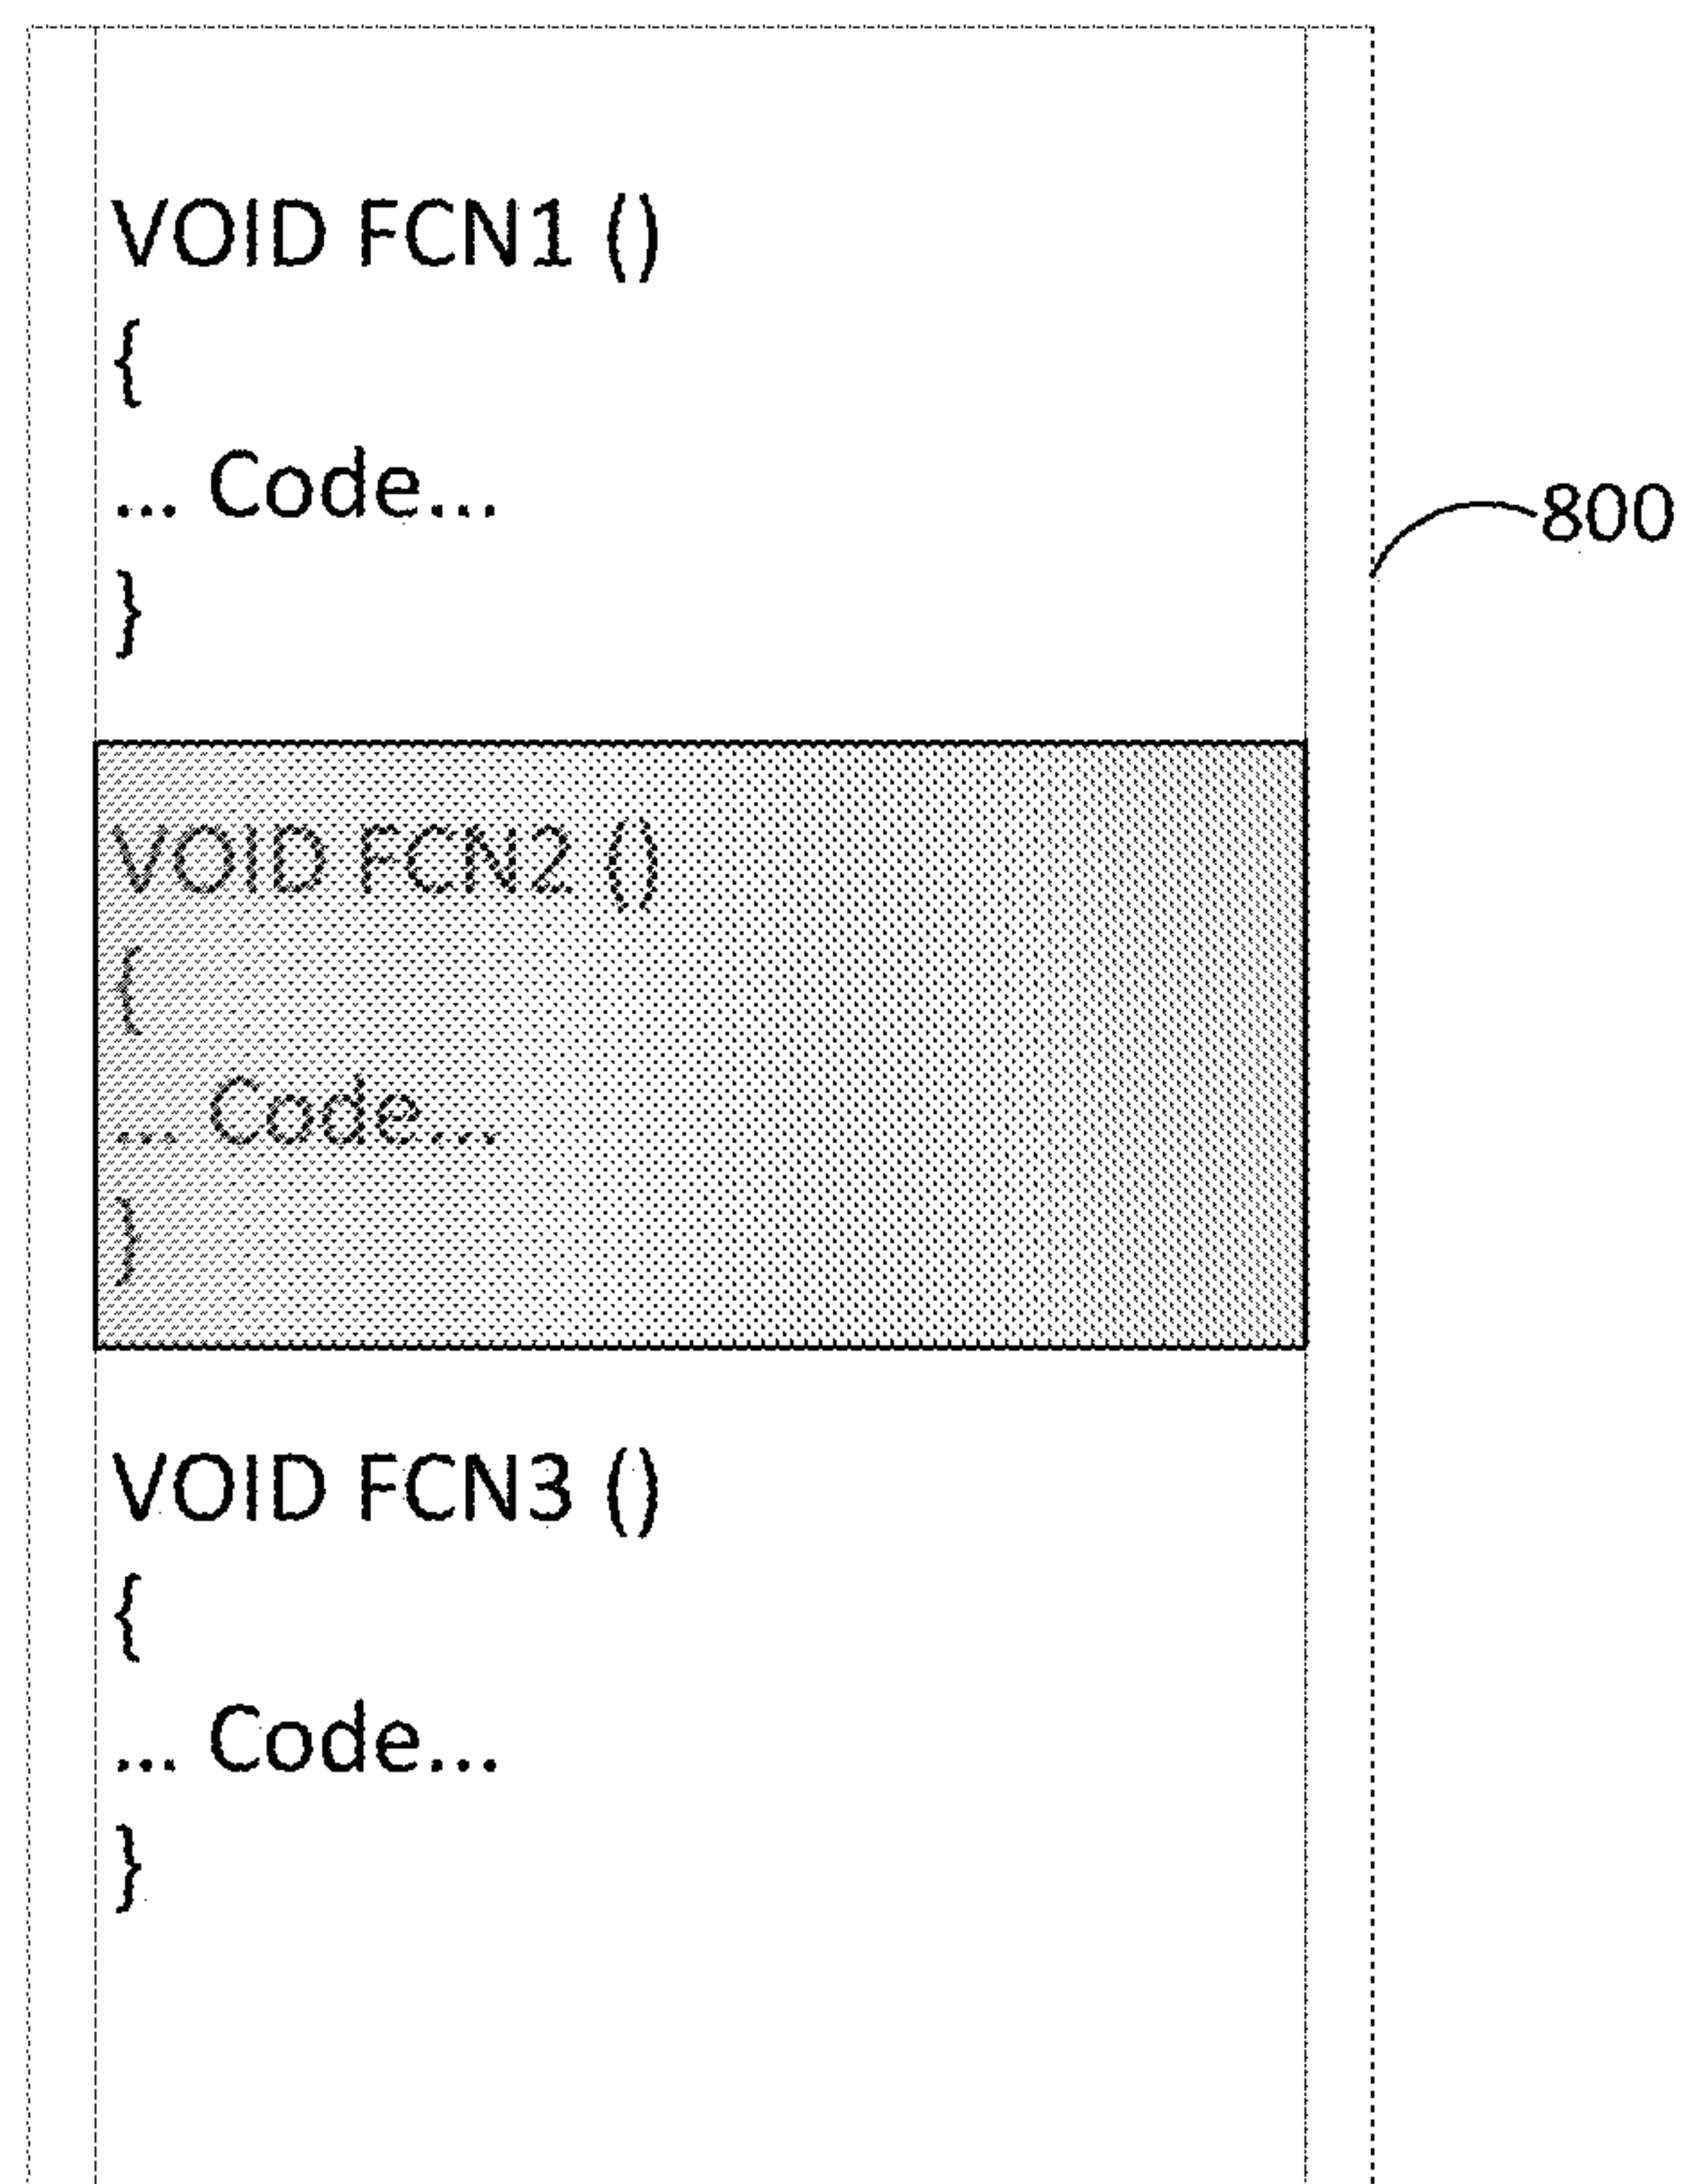 VOID FCN1 ()
{
... Code...
}
800
VOID FCN2 ()
{
... Code...
}
VOID FCN3 ()
{
... Code...
}